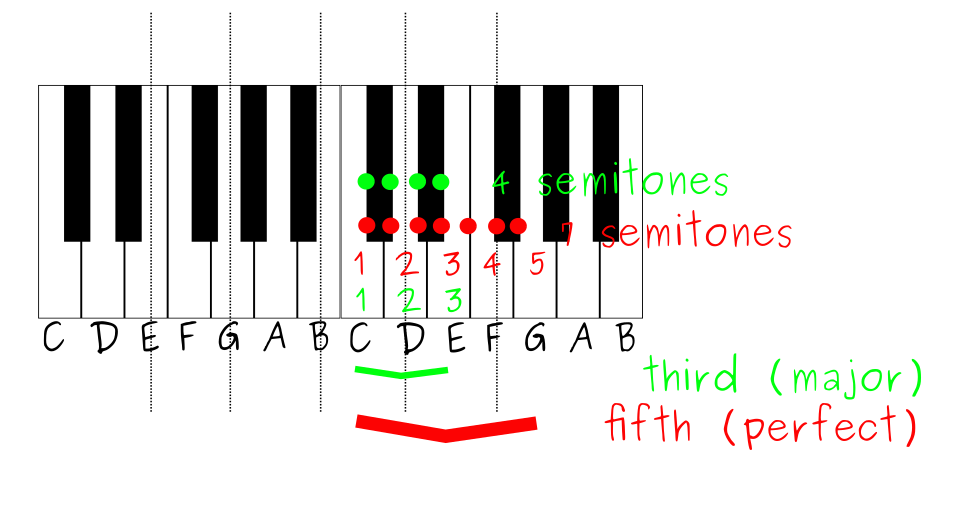 4 semitones
7 semitones
1 2 3 4 5
1 2 3
C D E F G A B C D E F G A B
third (major)
fifth (perfect)